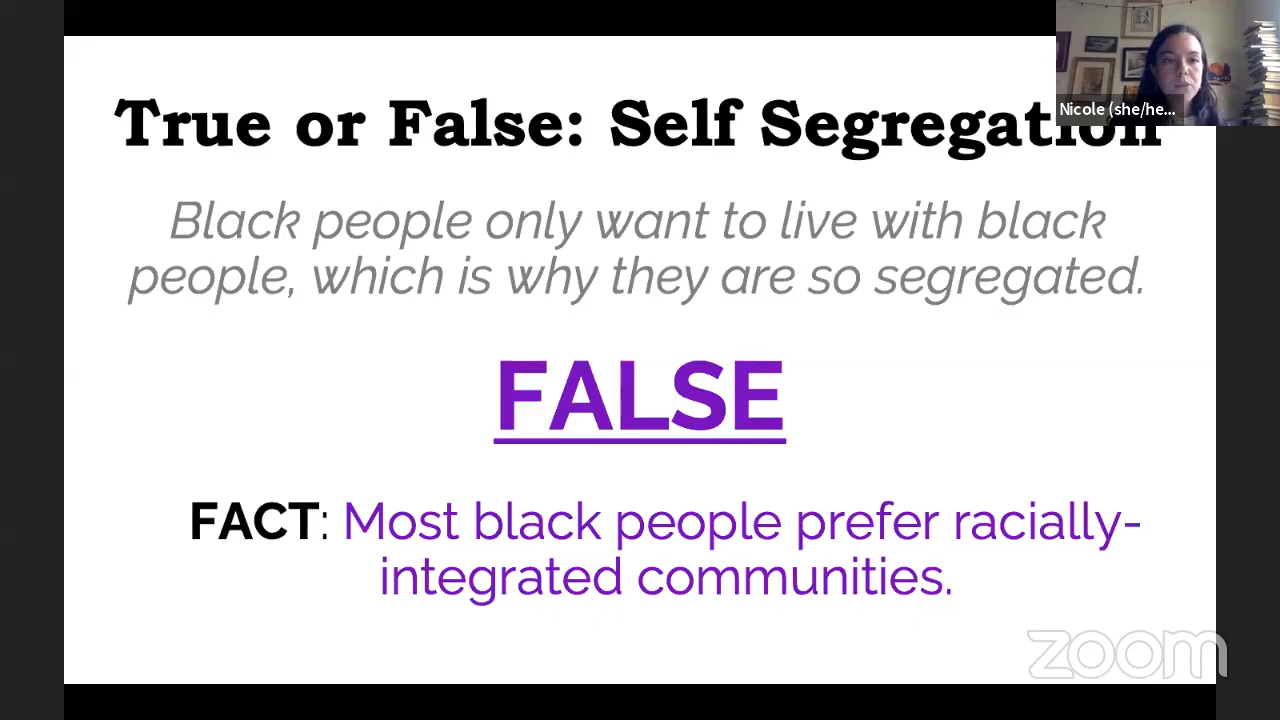 True or False: Self Segregation
Nicole (she/he...
Black people only want to live with black
people, which is why they are so segregated.
FALSE
FACT: Most black people prefer racially-
integrated communities.
zoom